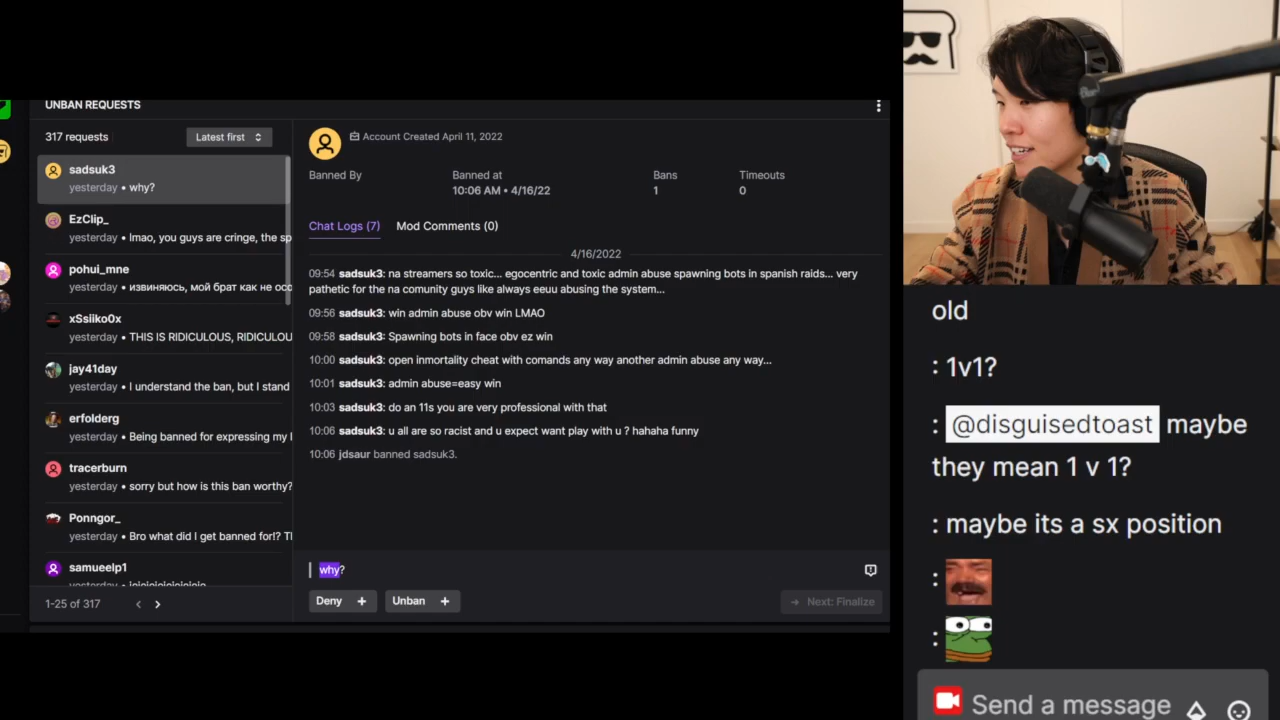 UNBAN REQUESTS
317 requests
Latest first
sadsuk3
yesterday • why?
EzClip_
yesterday • lmao, you guys are cringe, the sp
pohui_mne
yesterday • извиняюсь, мой брат как не осо
xSsiiko0x
yesterday • THIS IS RIDICULOUS, RIDICULOU
jay41day
yesterday • I understand the ban, but I stand
erfolderg
yesterday • Being banned for expressing my
tracerburn
yesterday • sorry but how is this ban worthy?
Ponngor_
yesterday • Bro what did I get banned for!? Tl
samueelp1
yesterday •
1-25 of 317
Account Created April 11, 2022
Banned By
Banned at
Bans
Timeouts
10:06 AM • 4/16/22
1
0
Chat Logs (7)
Mod Comments (0)
4/16/2022
09:54 sadsuk3: na streamers so toxic... egocentric and toxic admin abuse spawning bots in spanish raids... very
pathetic for the na comunity guys like always eeuu abusing the system...
09:56 sadsuk3: win admin abuse obv win LMAO
09:58 sadsuk3: Spawning bots in face obv ez win
10:00 sadsuk3: open inmortality cheat with comands any way another admin abuse any way...
10:01 sadsuk3: admin abuse=easy win
10:03 sadsuk3: do an 11s you are very professional with that
10:06 sadsuk3: u all are so racist and u expect want play with u ? hahaha funny
10:06 jdsaur banned sadsuk3.
why?
Deny +
Unban +
→ Next: Finalize
old
: 1v1?
: @disguisedtoast maybe
they mean 1 v 1?
: maybe its a sx position
:
:
Send a message